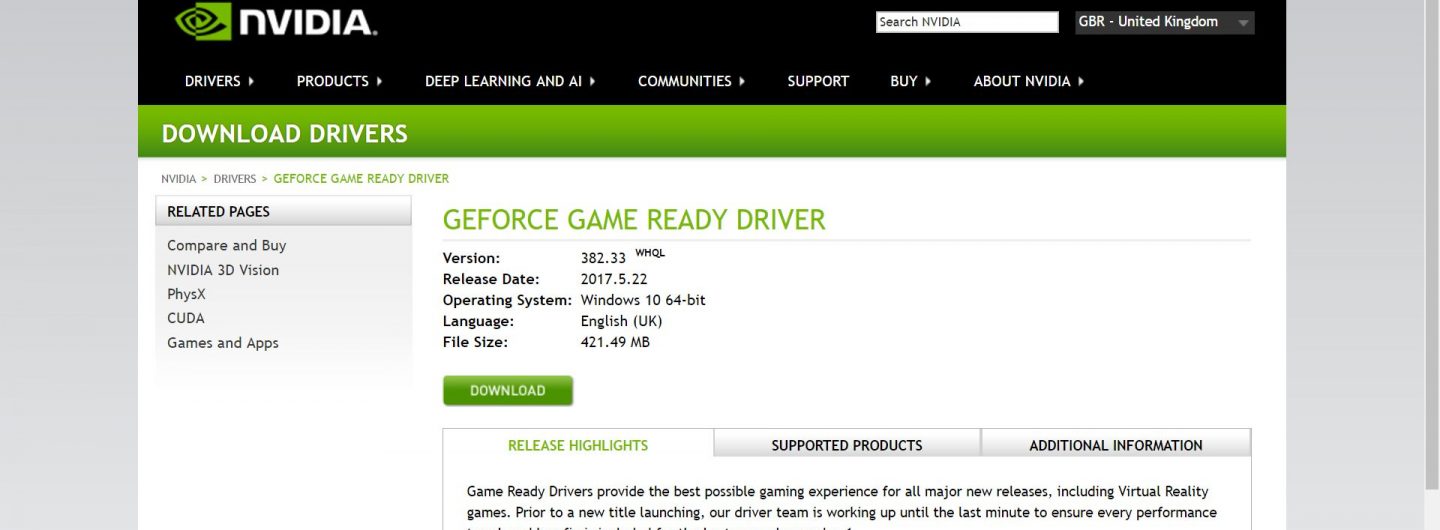 NVIDIA.
Search NVIDIA
GBR - United Kingdom
DRIVERS PRODUCTS DEEP LEARNING AND AI COMMUNITIES SUPPORT BUY ABOUT NVIDIA
DOWNLOAD DRIVERS
NVIDIA > DRIVERS > GEFORCE GAME READY DRIVER
RELATED PAGES
Compare and Buy
NVIDIA 3D Vision
PhysX
CUDA
Games and Apps
GEFORCE GAME READY DRIVER
Version: 382.33 WHQL
Release Date: 2017.5.22
Operating System: Windows 10 64-bit
Language: English (UK)
File Size: 421.49 MB
DOWNLOAD
RELEASE HIGHLIGHTS SUPPORTED PRODUCTS ADDITIONAL INFORMATION
Game Ready Drivers provide the best possible gaming experience for all major new releases, including Virtual Reality
games. Prior to a new title launching, our driver team is working up until the last minute to ensure every performance